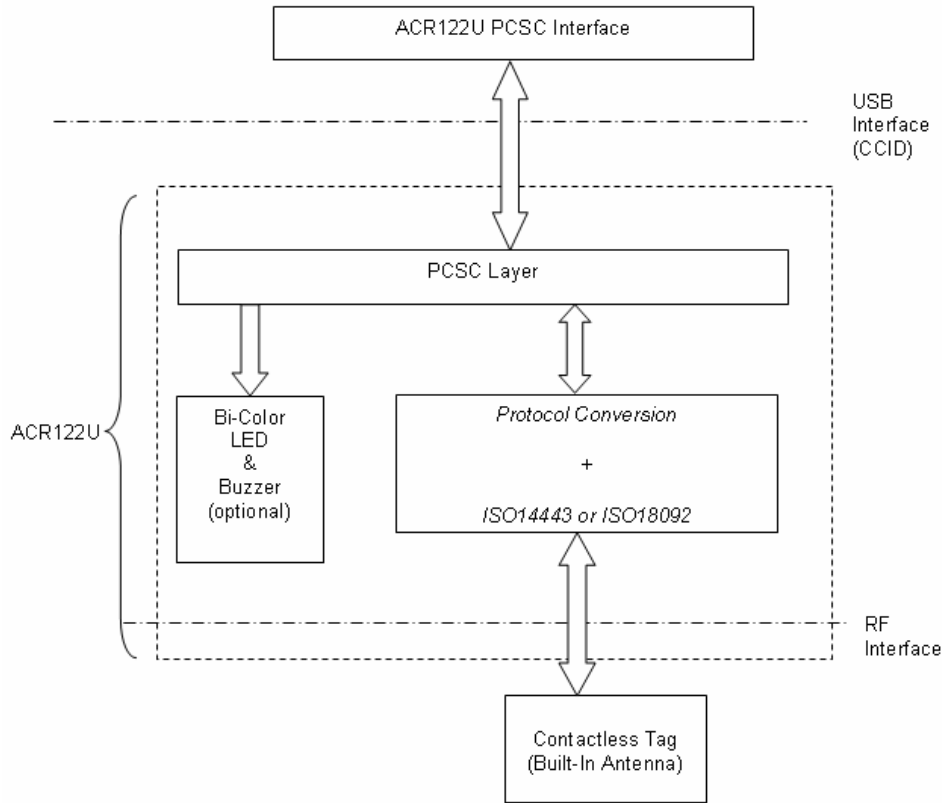 ACR122U PCSC Interface
USB
Interface
(CCID)
PCSC Layer
Bi-Color
LED
&
Buzzer
(optional)
Protocol Conversion
+
ISO14443 or ISO18092
ACR122U
RF
Interface
Contactless Tag
(Built-In Antenna)